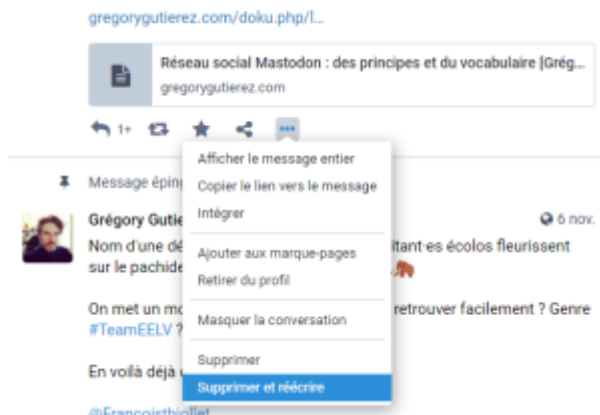 gregorygutierez.com/doku.php/l...
Réseau social Mastodon : des principes et du vocabulaire [Grég...
gregorygutierez.com
1+
Afficher le message entier
Message éping
Copier le lien vers le message
Intégrer
Grégory Gutie
6 nov.
Nom d'une dé
itant·es écolos fleurissent
Ajouter aux marque-pages
sur le pachide
Retirer du profil
On met un mo
retrouver facilement ? Genre
Masquer la conversation
#TeamEELV ?
Supprimer
En voilà déjà
Supprimer et réécrire
@Francoisthiollet